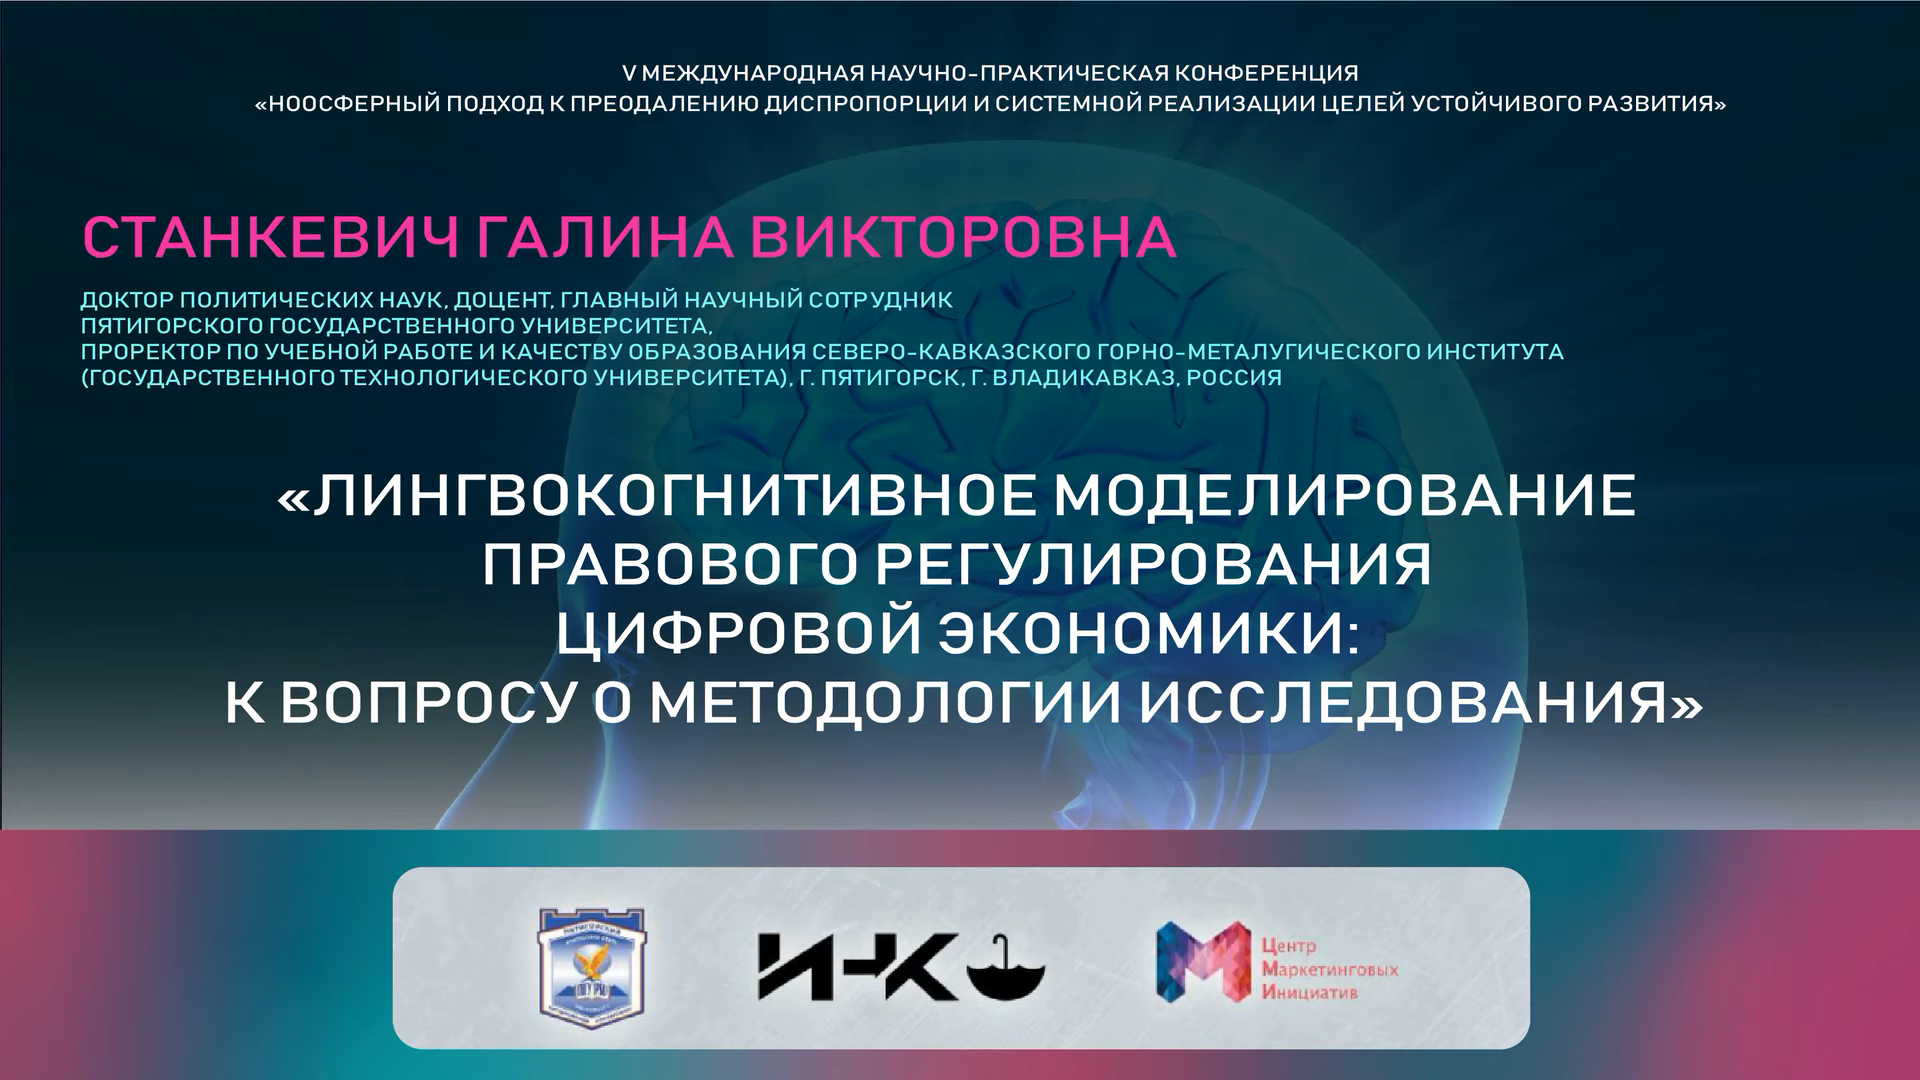 V МЕЖДУНАРОДНАЯ НАУЧНО-ПРАКТИЧЕСКАЯ КОНФЕРЕНЦИЯ
«НООСФЕРНЫЙ ПОДХОД К ПРЕОДАЛЕНИЮ ДИСПРОПОРЦИИ И СИСТЕМНОЙ РЕАЛИЗАЦИИ ЦЕЛЕЙ УСТОЙЧИВОГО РАЗВИТИЯ»
СТАНКЕВИЧ ГАЛИНА ВИКТОРОВНА
ДОКТОР ПОЛИТИЧЕСКИХ НАУК, ДОЦЕНТ, ГЛАВНЫЙ НАУЧНЫЙ СОТРУДНИК
ПЯТИГОРСКОГО ГОСУДАРСТВЕННОГО УНИВЕРСИТЕТА,
ПРОРЕКТОР ПО УЧЕБНОЙ РАБОТЕ И КАЧЕСТВУ ОБРАЗОВАНИЯ СЕВЕРО-КАВКАЗСКОГО ГОРНО-МЕТАЛУГИЧЕСКОГО ИНСТИТУТА
(ГОСУДАРСТВЕННОГО ТЕХНОЛОГИЧЕСКОГО УНИВЕРСИТЕТА), Г. ПЯТИГОРСК, Г. ВЛАДИКАВКАЗ, РОССИЯ
«ЛИНГВОКОГНИТИВНОЕ МОДЕЛИРОВАНИЕ
ПРАВОВОГО РЕГУЛИРОВАНИЯ
ЦИФРОВОЙ ЭКОНОМИКИ:
К ВОПРОСУ О МЕТОДОЛОГИИ ИССЛЕДОВАНИЯ»
ПЯТИГОРСКИЙ
И-К
Центр
Маркетинговых
Инициатив